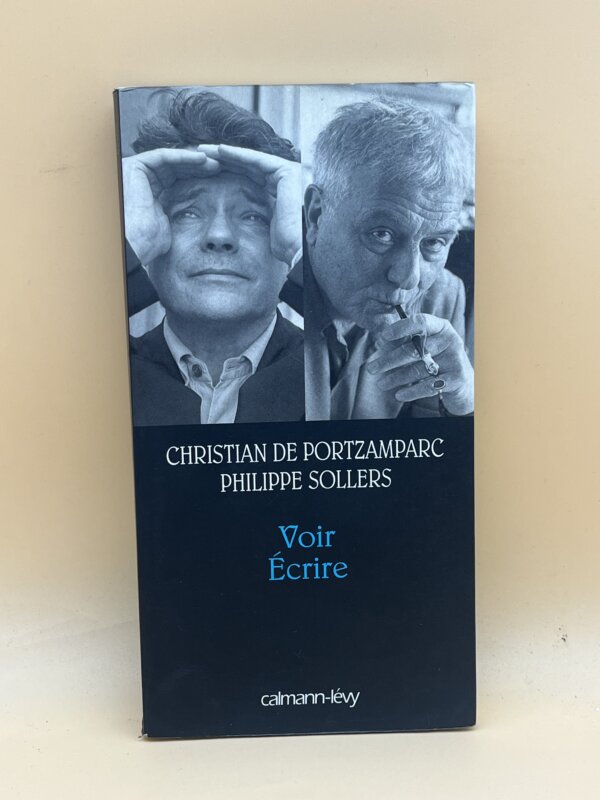 CHRISTIAN DE PORTZAMPARC
PHILIPPE SOLLERS
Voir
Écrire
calmann-lévy